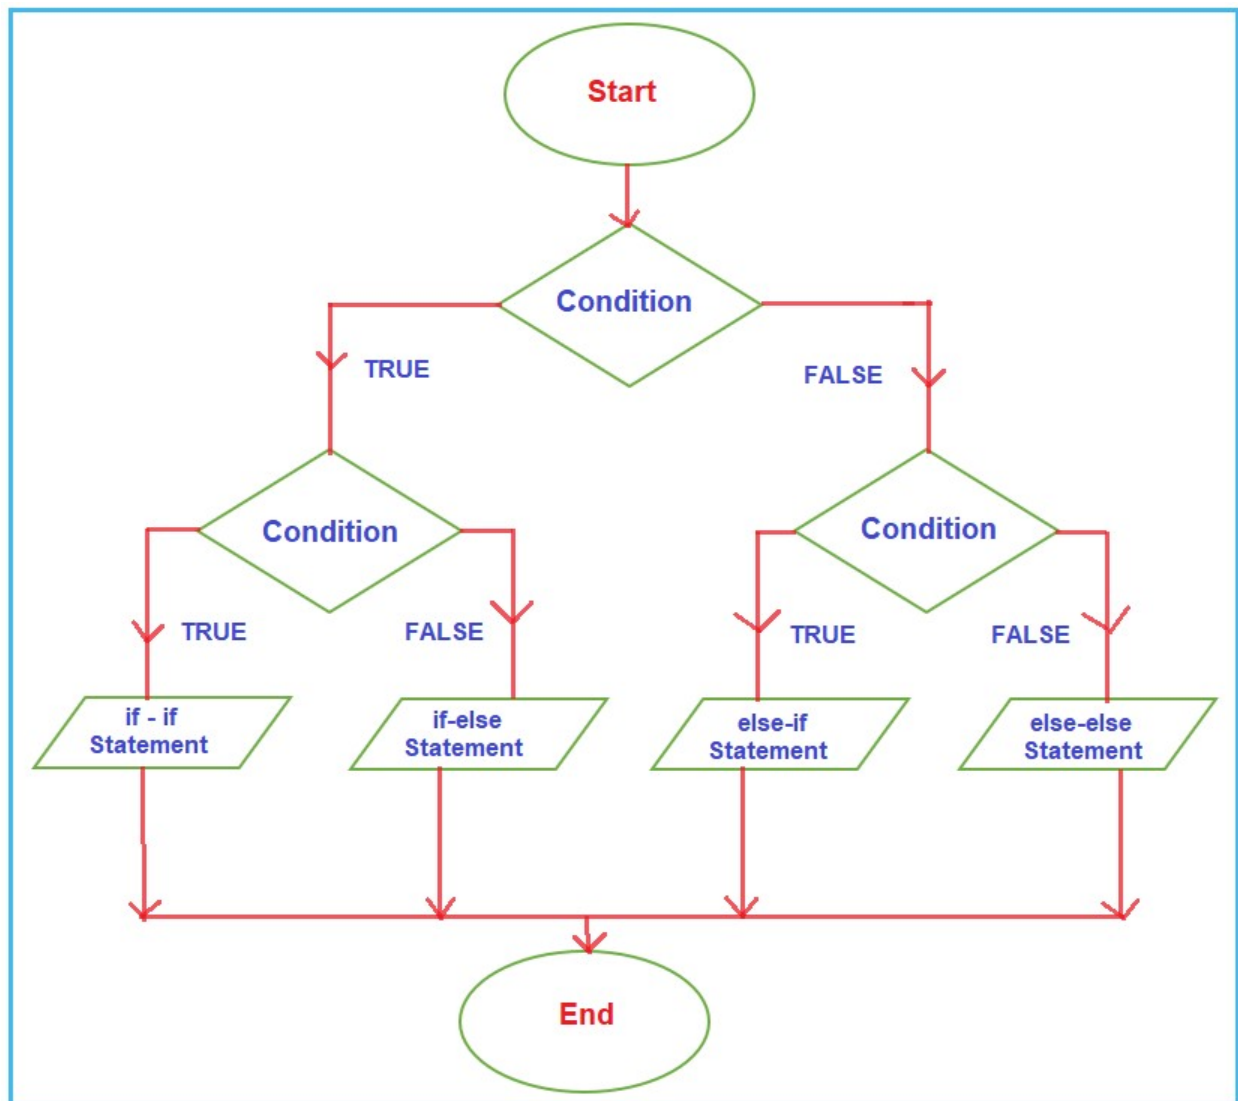 Start
Condition
TRUE
FALSE
Condition
Condition
TRUE
FALSE
TRUE
FALSE
if - if
Statement
if-else
Statement
else-if
Statement
else-else
Statement
End